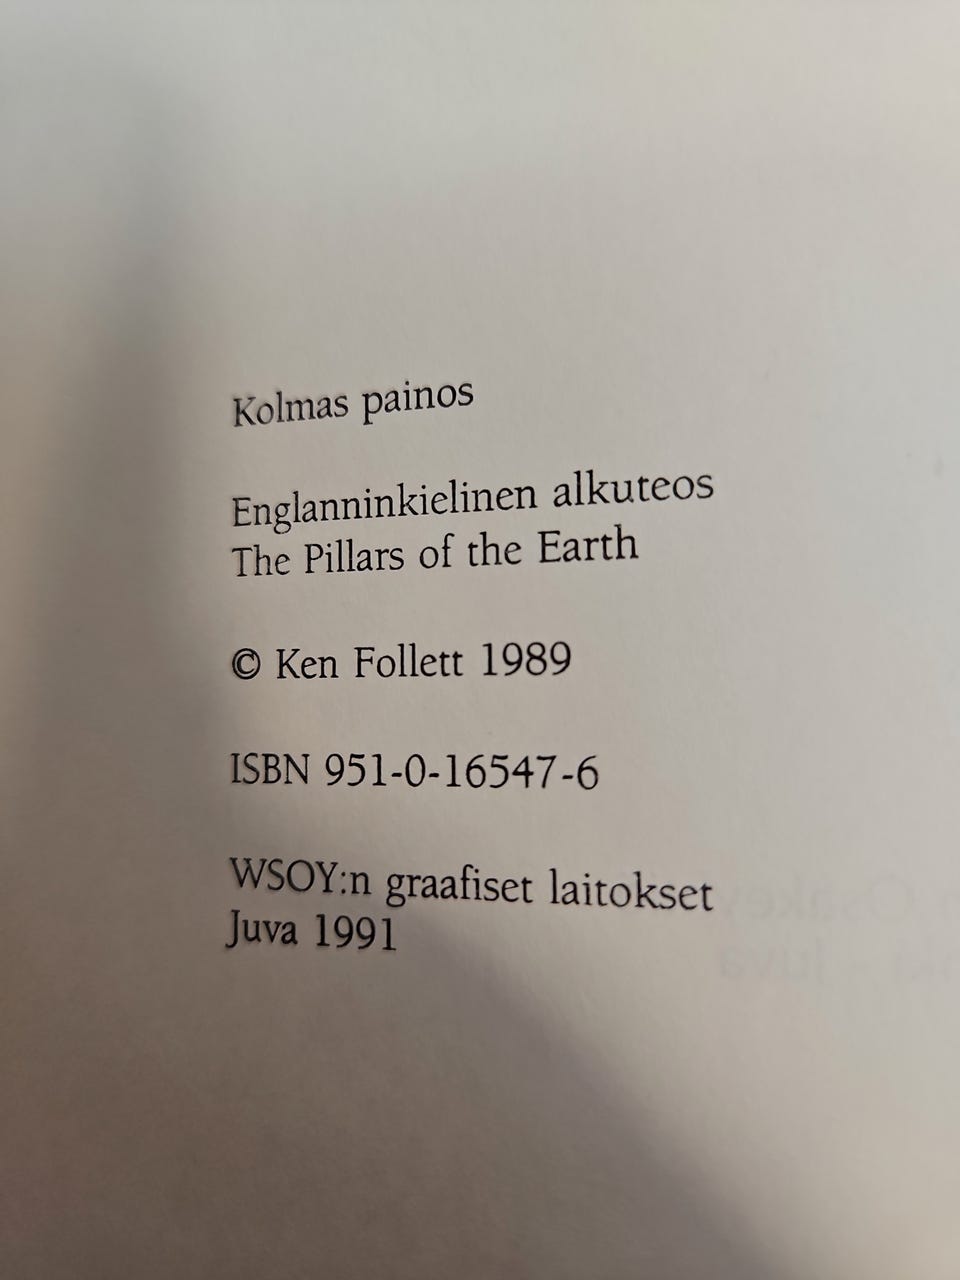 Kolmas painos
Englanninkielinen alkuteos
The Pillars of the Earth
© Ken Follett 1989
ISBN 951-0-16547-6
WSOY:n graafiset laitokset
Juva 1991